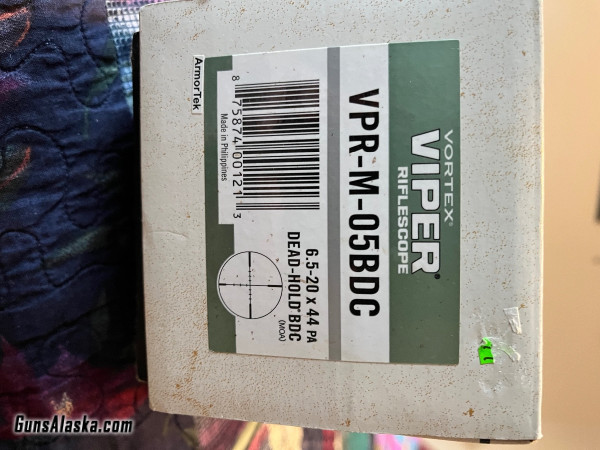 VORTEX®
VIPER®
RIFLESCOPE
VPR-M-05BDC
8 75874 00121 3
Made in Philippines
6.5-20 x 44 PA
DEAD-HOLD® BDC
(MOA)
ArmorTek
GunsAlaska.com